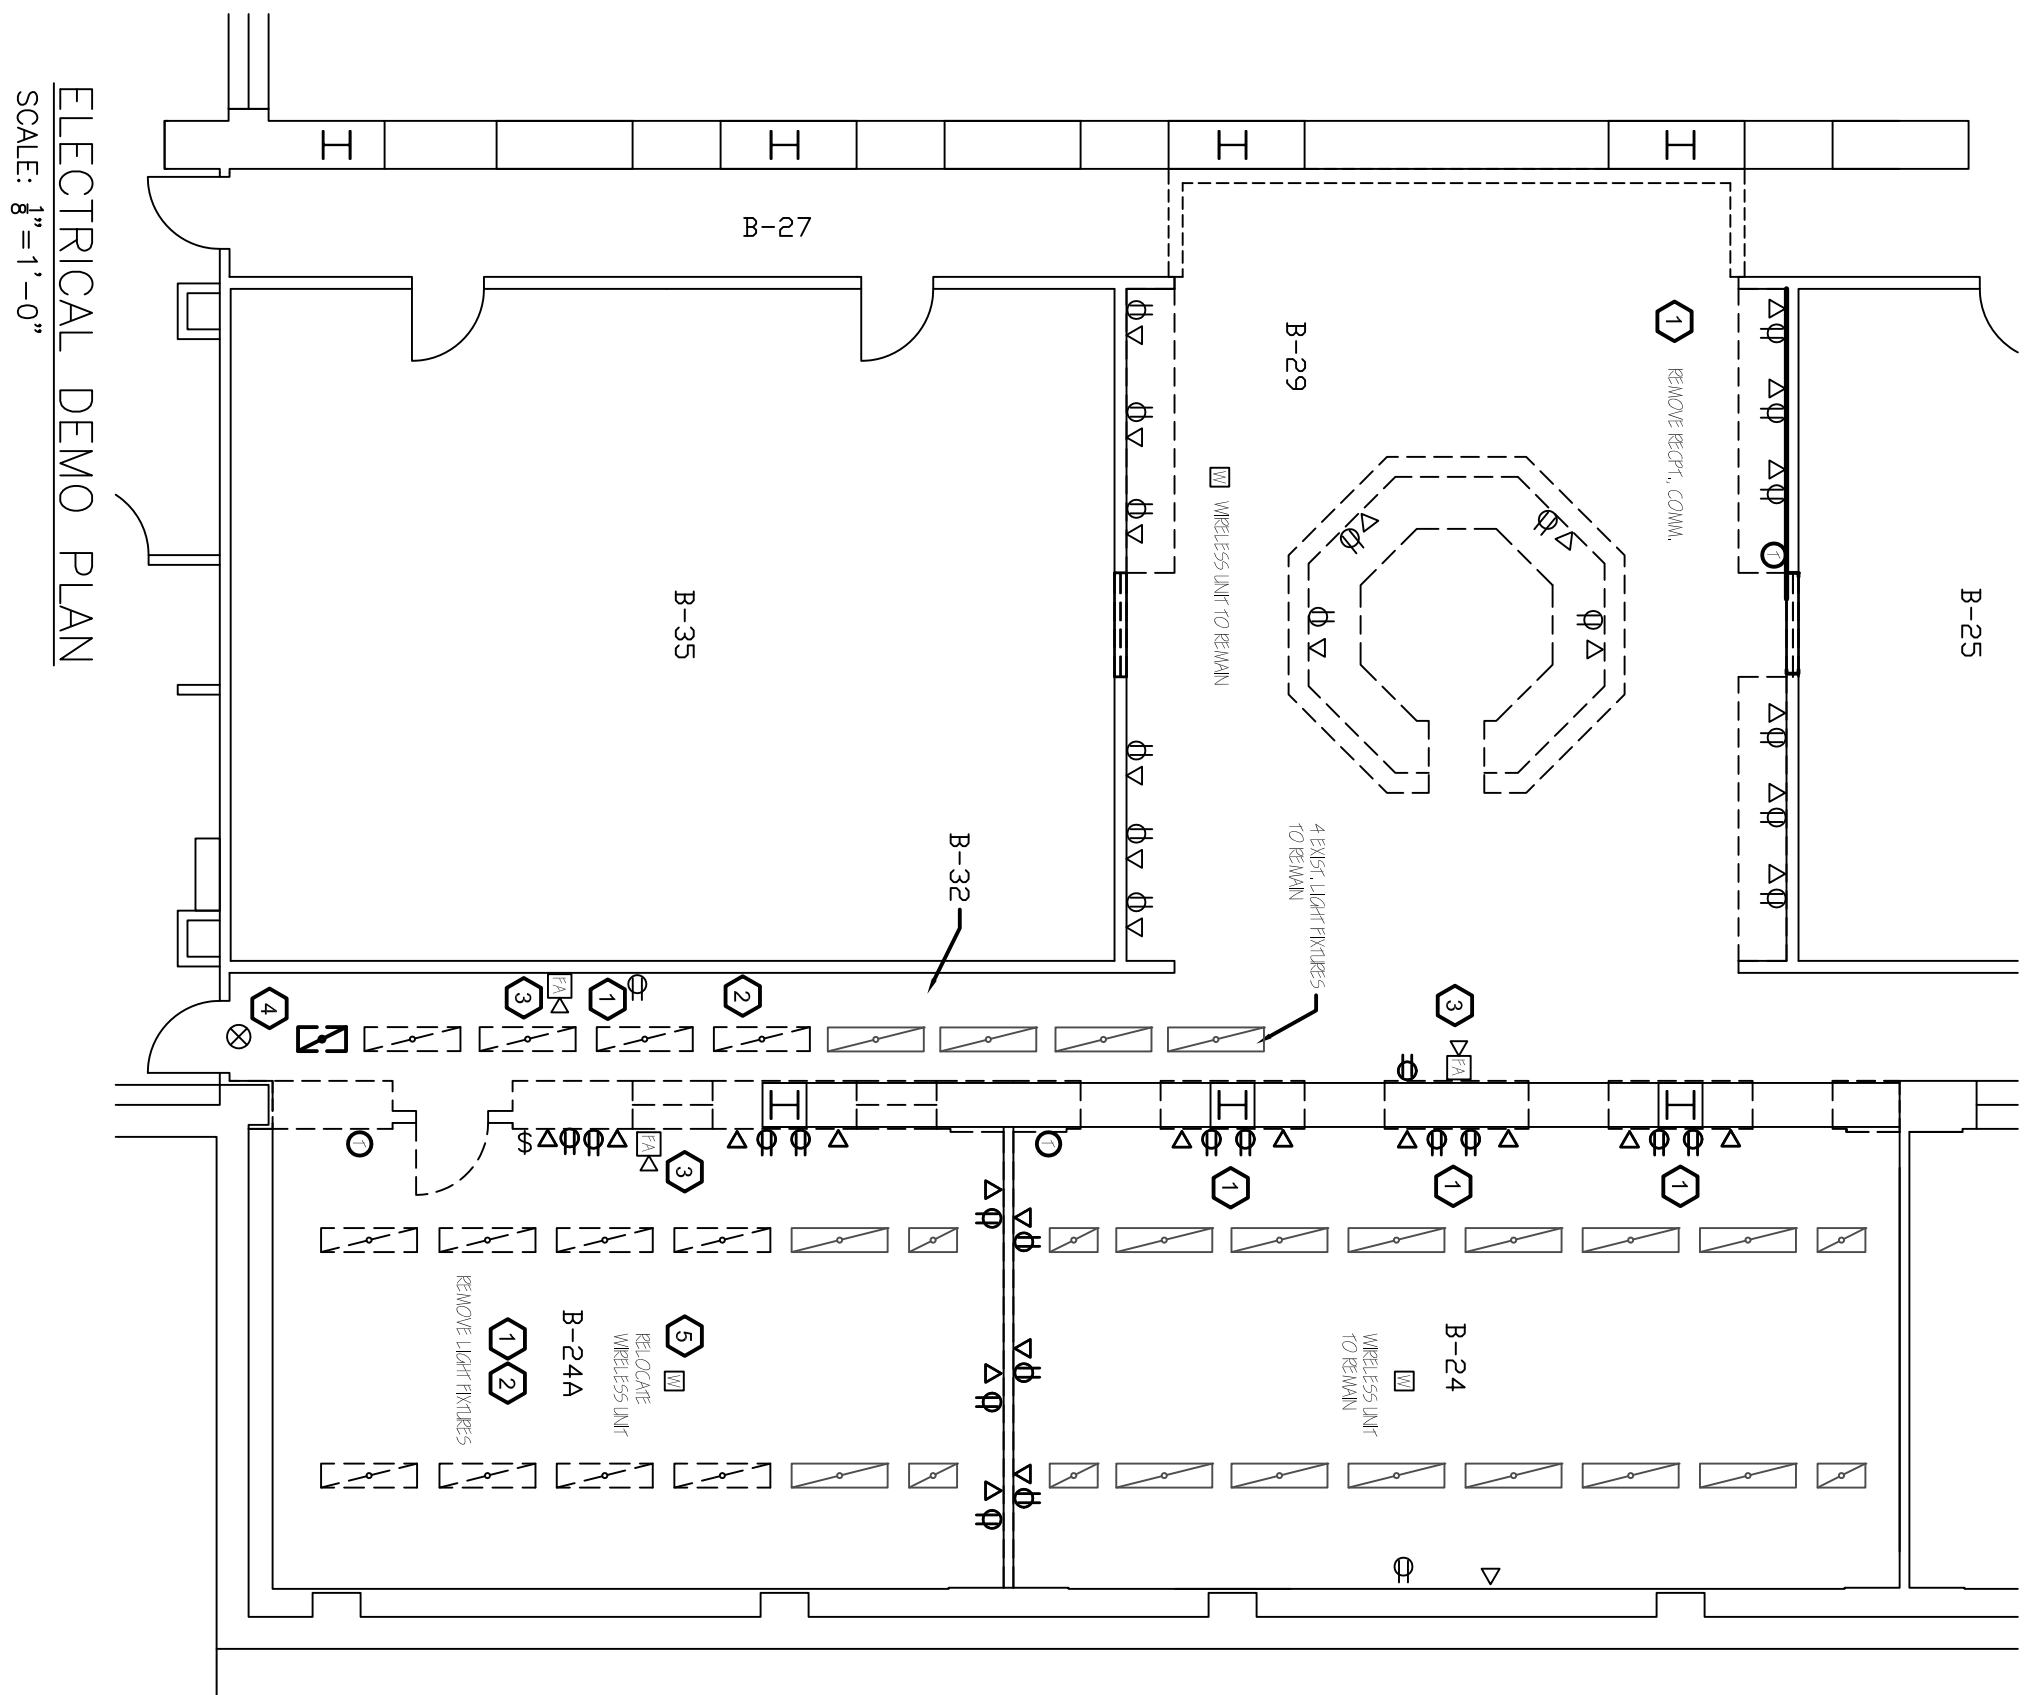 ELECTRICAL DEMO PLAN
SCALE: 1/8"=1'-0"
B-27
B-29
B-25
B-35
B-32
B-24A
B-24
1
REMOVE RECPT., COMM.
W
WIRELESS UNIT TO REMAIN
4 EXIST. LIGHT FIXTURES
TO REMAIN
T
4
3
FA
1
2
3
FA
T
$
FA
3
T
1
1
1
5
W
RELOCATE
WIRELESS UNIT
1
2
REMOVE LIGHT FIXTURES
W
WIRELESS UNIT
TO REMAIN